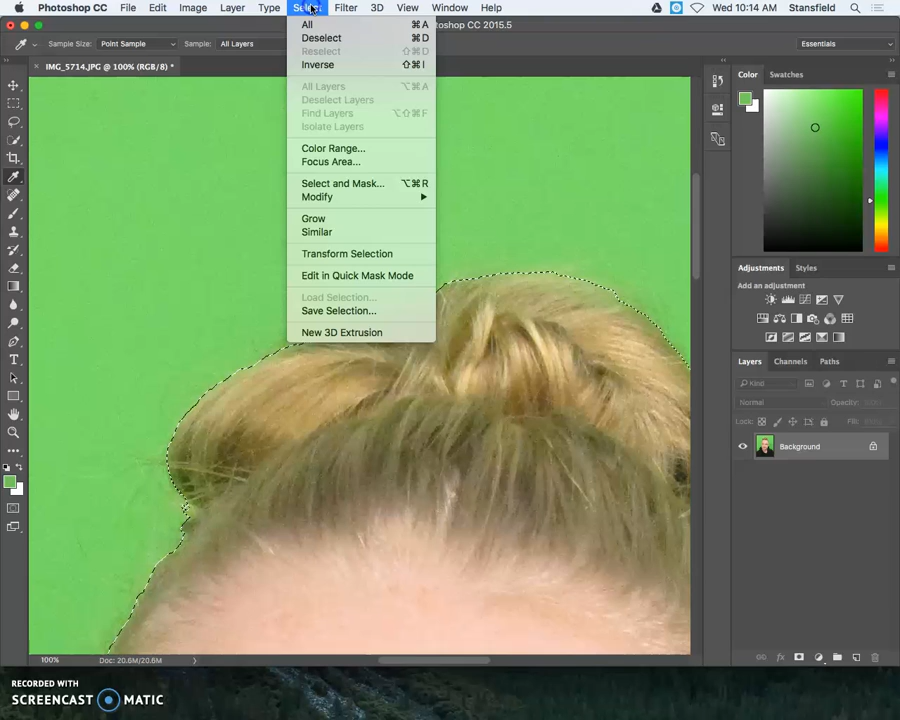 Photoshop CC File Edit Image Layer Type Select Filter 3D View Window Help Wed 10:14 AM Stansfield
Photoshop CC 2015.5
Sample Size: Point Sample Sample: All Layers Essentials
IMG_5714.JPG @ 100% (RGB/8) *
All ⌘A
Deselect ⌘D
Reselect ⇧⌘D
Inverse ⇧⌘I
All Layers ⌥⌘A
Deselect Layers
Find Layers ⌥⇧⌘F
Isolate Layers
Color Range...
Focus Area...
Select and Mask... ⌥⌘R
Modify
Grow
Similar
Transform Selection
Edit in Quick Mask Mode
Load Selection...
Save Selection...
New 3D Extrusion
Color Swatches
Adjustments Styles
Add an adjustment
Layers Channels Paths
Kind
Normal Opacity:
Lock: Fill:
Background
100% Doc: 20.6M/20.6M
RECORDED WITH
SCREENCAST MATIC